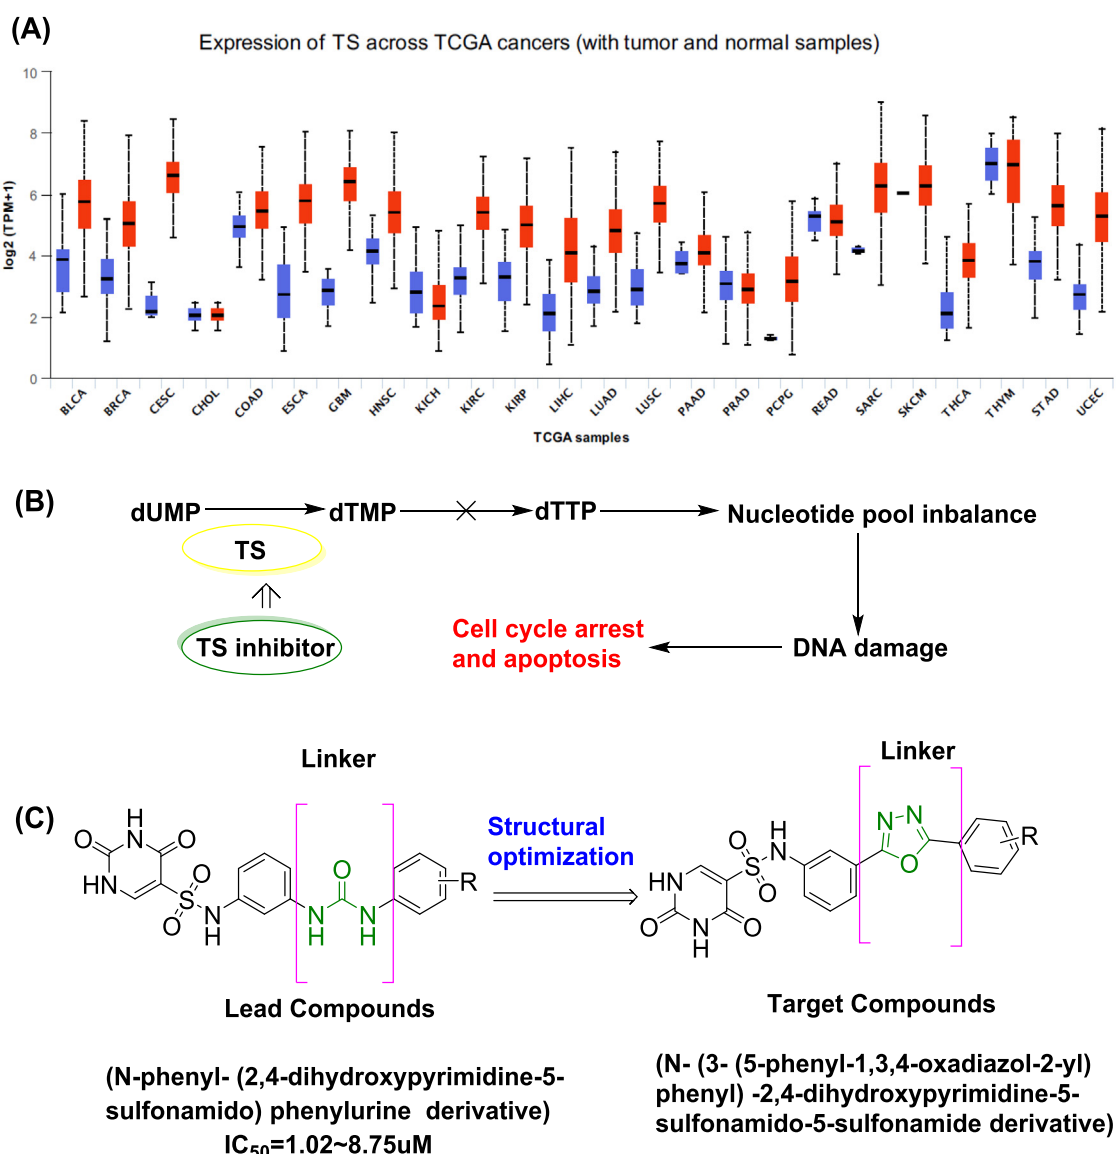 (A)
Expression of TS across TCGA cancers (with tumor and normal samples)
log2 (TPM+1)
10
8
6
4
2
0
BLCA
BRCA
CESC
CHOL
COAD
ESCA
GBM
HNSC
KICH
KIRC
KIRP
LIHC
LUAD
LUSC
PAAD
PRAD
PCPG
READ
SARC
SKCM
THCA
THYM
STAD
UCEC
TCGA samples
(B)
dUMP
dTMP
dTTP
Nucleotide pool inbalance
TS
TS inhibitor
Cell cycle arrest
and apoptosis
DNA damage
(C)
Linker
O
H
N
O
HN
O
S
O
N
H
N
H
O
N
H
R
Structural
optimization
Linker
HN
O
N
H
O
O
S
O
H
N
N
N
O
R
Lead Compounds
Target Compounds
(N-phenyl- (2,4-dihydroxypyrimidine-5-
sulfonamido) phenylurine derivative)
IC50=1.02~8.75uM
(N- (3- (5-phenyl-1,3,4-oxadiazol-2-yl)
phenyl) -2,4-dihydroxypyrimidine-5-
sulfonamido-5-sulfonamide derivative)